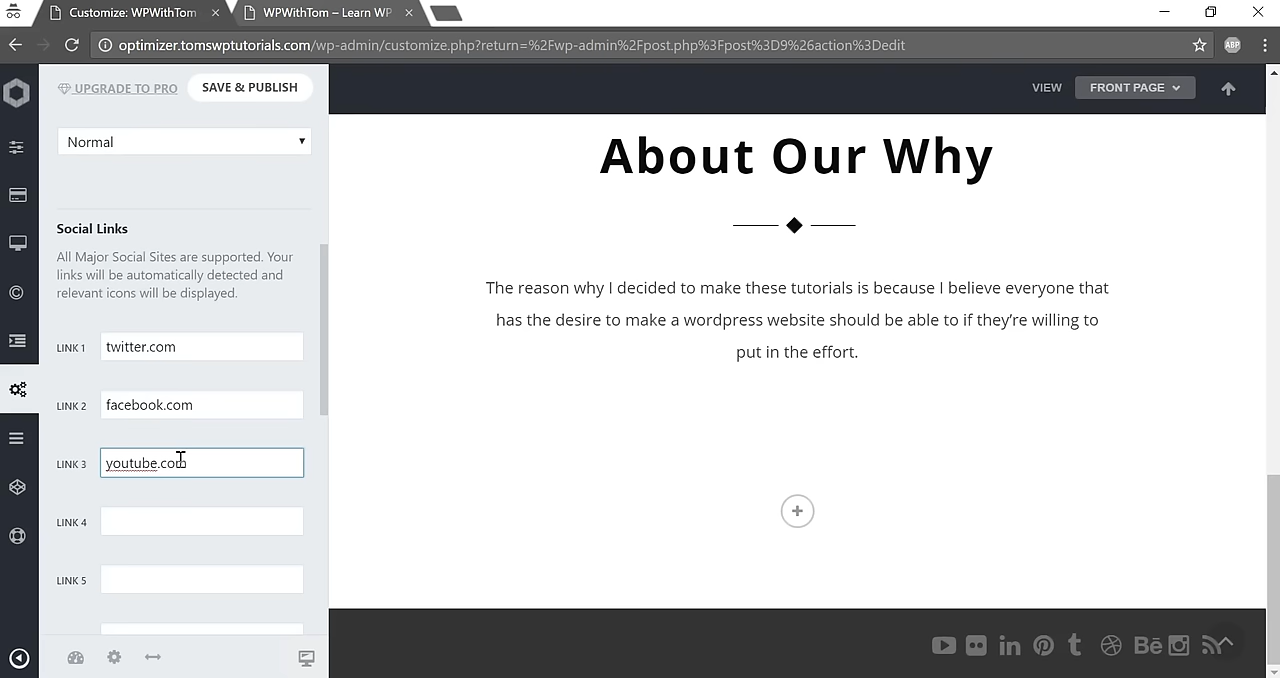 Customize: WPWithTom
WPWithTom – Learn WP
optimizer.tomswptutorials.com/wp-admin/customize.php?return=%2Fwp-admin%2Fpost.php%3Fpost%3D9%26action%3Dedit
ABP
UPGRADE TO PRO
SAVE & PUBLISH
VIEW
FRONT PAGE
Normal
Social Links
All Major Social Sites are supported. Your
links will be automatically detected and
relevant icons will be displayed.
LINK 1
twitter.com
LINK 2
facebook.com
LINK 3
youtube.com
LINK 4
LINK 5
About Our Why
The reason why I decided to make these tutorials is because I believe everyone that
has the desire to make a wordpress website should be able to if they’re willing to
put in the effort.
in
t
Bē